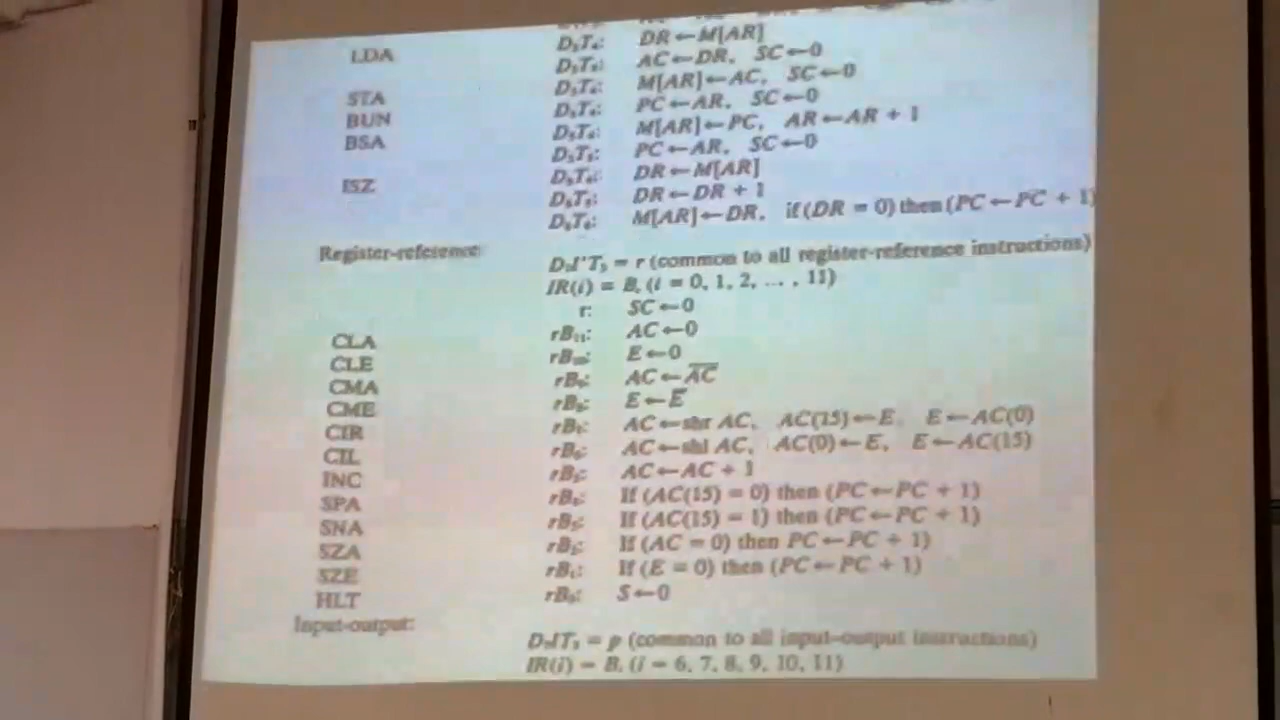 LDA D₂T₄: DR ← M[AR]
D₂T₅: AC ← DR, SC ← 0
STA D₃T₄: M[AR] ← AC, SC ← 0
BUN D₄T₄: PC ← AR, SC ← 0
BSA D₅T₄: M[AR] ← PC, AR ← AR + 1
D₅T₅: PC ← AR, SC ← 0
ISZ D₆T₄: DR ← M[AR]
D₆T₅: DR ← DR + 1
D₆T₆: M[AR] ← DR, if (DR = 0) then (PC ← PC + 1)
Register-reference:
D₇I'T₃ = r (common to all register-reference instructions)
IR(i) = Bᵢ (i = 0, 1, 2, ... , 11)
r: SC ← 0
CLA rB₁₁: AC ← 0
CLE rB₁₀: E ← 0
CMA rB₉: AC ← A̅C̅
CME rB₈: E ← E̅
CIR rB₇: AC ← shr AC, AC(15) ← E, E ← AC(0)
CIL rB₆: AC ← shl AC, AC(0) ← E, E ← AC(15)
INC rB₅: AC ← AC + 1
SPA rB₄: If (AC(15) = 0) then (PC ← PC + 1)
SNA rB₃: If (AC(15) = 1) then (PC ← PC + 1)
SZA rB₂: If (AC = 0) then PC ← PC + 1)
SZE rB₁: If (E = 0) then (PC ← PC + 1)
HLT rB₀: S ← 0
Input-output:
D₇IT₃ = p (common to all input-output instructions)
IR(i) = Bᵢ (i = 6, 7, 8, 9, 10, 11)